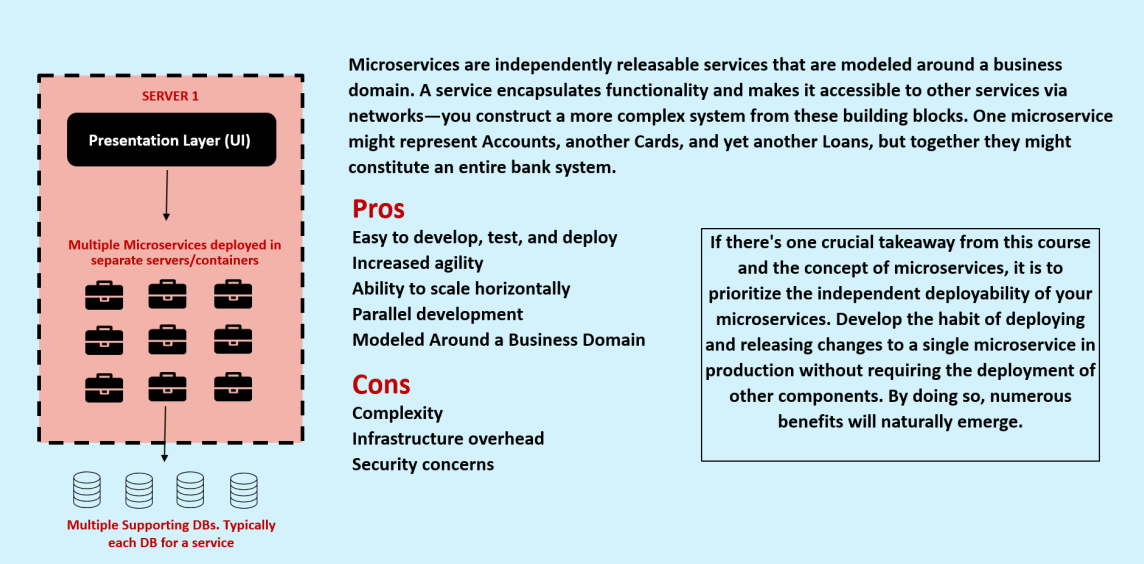 SERVER 1
Presentation Layer (UI)
Multiple Microservices deployed in
separate servers/containers
Multiple Supporting DBs. Typically
each DB for a service
Microservices are independently releasable services that are modeled around a business
domain. A service encapsulates functionality and makes it accessible to other services via
networks—you construct a more complex system from these building blocks. One microservice
might represent Accounts, another Cards, and yet another Loans, but together they might
constitute an entire bank system.
Pros
Easy to develop, test, and deploy
Increased agility
Ability to scale horizontally
Parallel development
Modeled Around a Business Domain
Cons
Complexity
Infrastructure overhead
Security concerns
If there's one crucial takeaway from this course
and the concept of microservices, it is to
prioritize the independent deployability of your
microservices. Develop the habit of deploying
and releasing changes to a single microservice in
production without requiring the deployment of
other components. By doing so, numerous
benefits will naturally emerge.